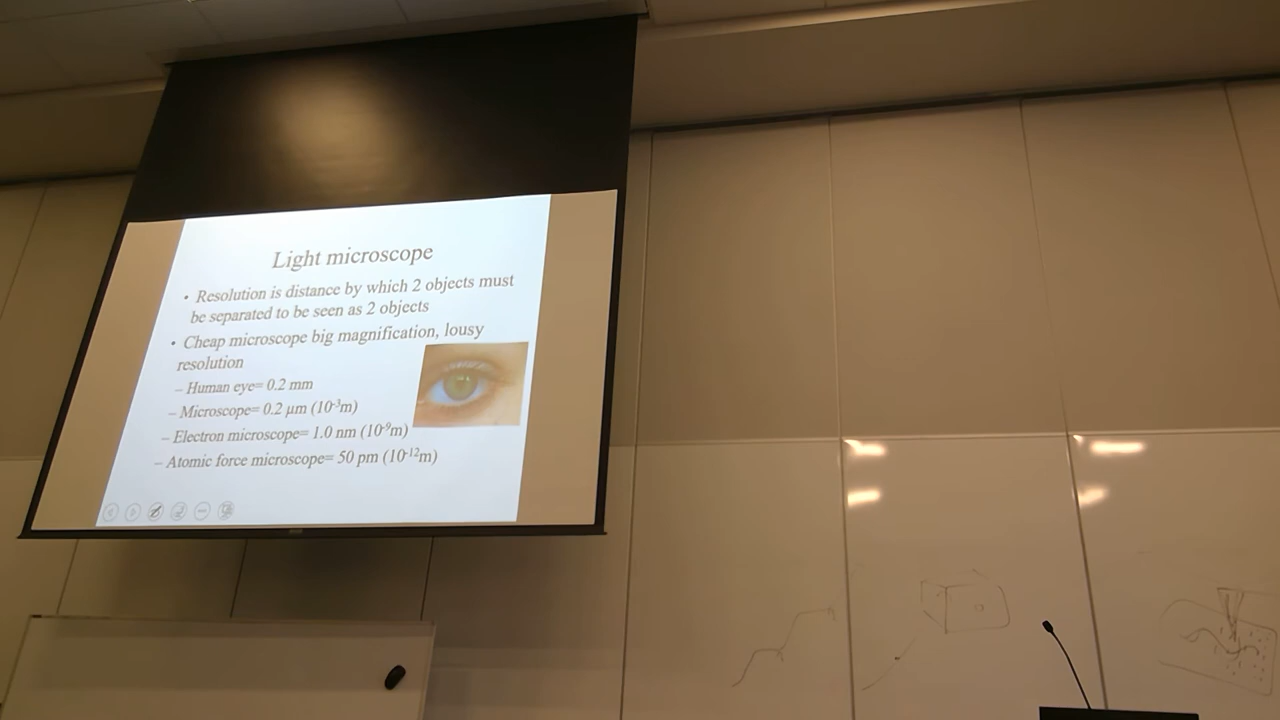 Light microscope
• Resolution is distance by which 2 objects must
be separated to be seen as 2 objects
• Cheap microscope big magnification, lousy
resolution
– Human eye= 0.2 mm
– Microscope= 0.2 μm (10⁻³m)
– Electron microscope= 1.0 nm (10⁻⁹m)
– Atomic force microscope= 50 pm (10⁻¹²m)